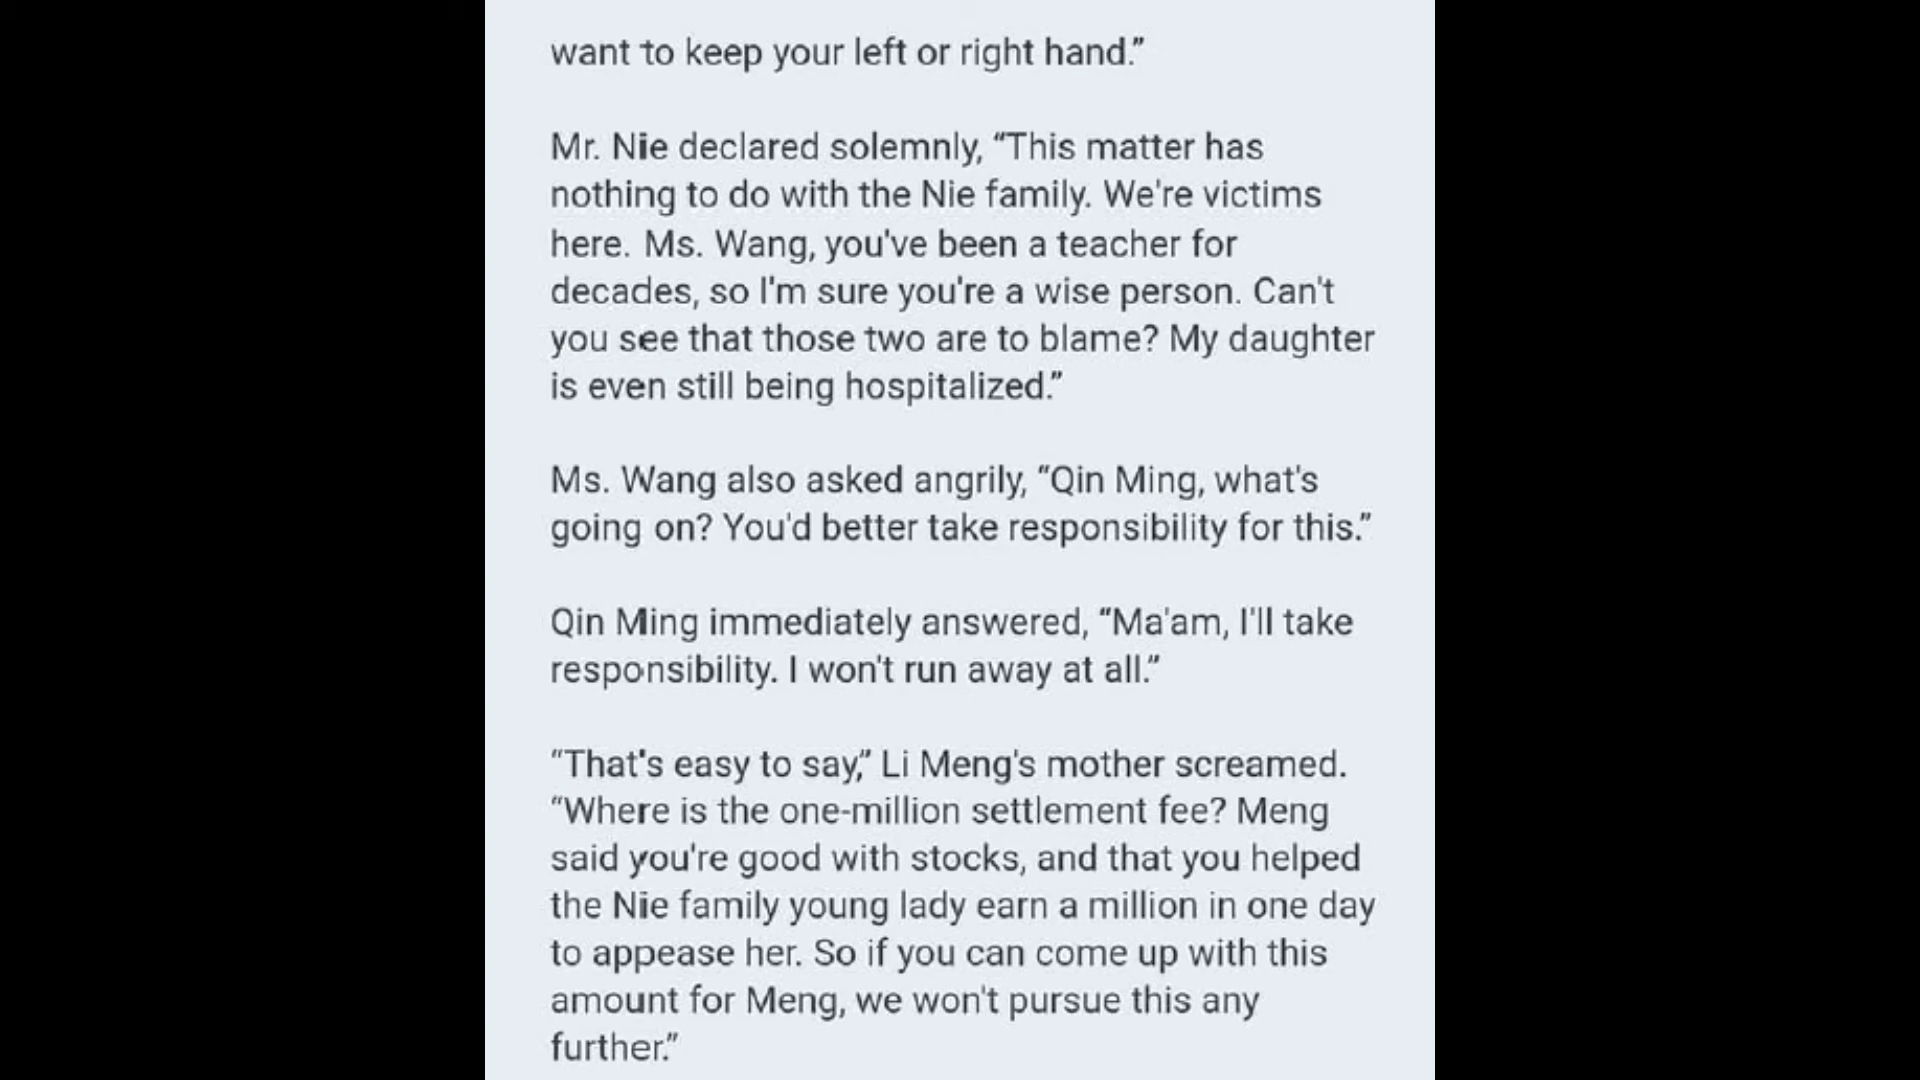 want to keep your left or right hand.”
Mr. Nie declared solemnly, “This matter has
nothing to do with the Nie family. We're victims
here. Ms. Wang, you've been a teacher for
decades, so I'm sure you're a wise person. Can't
you see that those two are to blame? My daughter
is even still being hospitalized.”
Ms. Wang also asked angrily, “Qin Ming, what's
going on? You'd better take responsibility for this.”
Qin Ming immediately answered, “Ma'am, I'll take
responsibility. I won't run away at all.”
“That's easy to say,” Li Meng's mother screamed.
“Where is the one-million settlement fee? Meng
said you're good with stocks, and that you helped
the Nie family young lady earn a million in one day
to appease her. So if you can come up with this
amount for Meng, we won't pursue this any
further.”